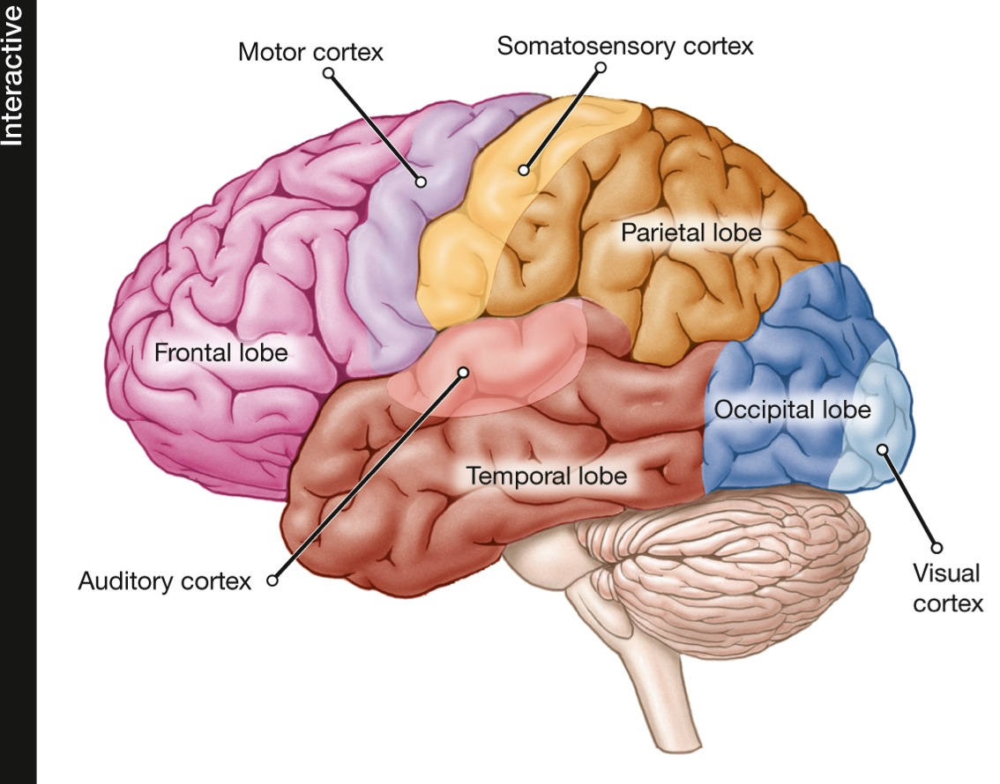 Interactive
Motor cortex
Somatosensory cortex
Parietal lobe
Frontal lobe
Occipital lobe
Temporal lobe
Auditory cortex
Visual
cortex